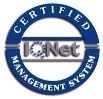 CERTIFIED
IQNet
MANAGEMENT SYSTEM